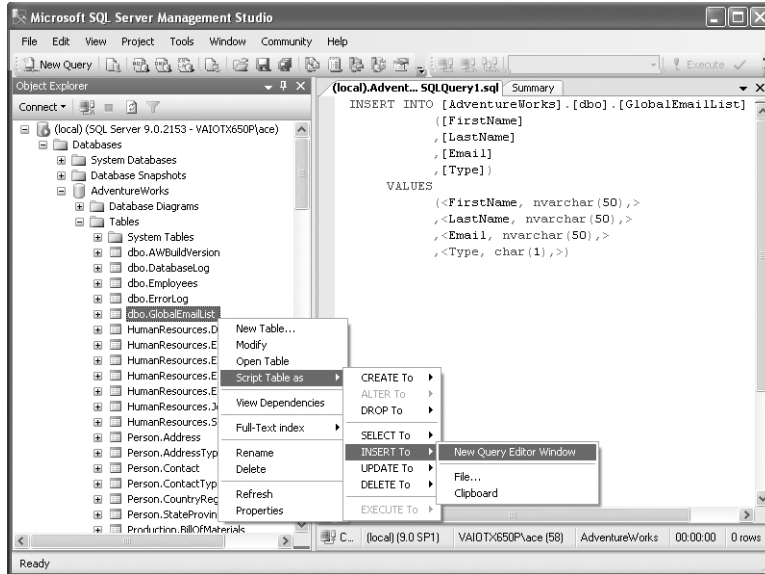 Microsoft SQL Server Management Studio
File Edit View Project Tools Window Community Help
New Query Execute
Object Explorer
(local).Advent... SQLQuery1.sql Summary
Connect
(local) (SQL Server 9.0.2153 - VAIOTX650P\ace)
Databases
System Databases
Database Snapshots
AdventureWorks
Database Diagrams
Tables
System Tables
dbo.AWBuildVersion
dbo.DatabaseLog
dbo.Employees
dbo.ErrorLog
dbo.GlobalEmailList
HumanResources.D
HumanResources.E
HumanResources.E
HumanResources.E
HumanResources.E
HumanResources.J
HumanResources.S
Person.Address
Person.AddressTyp
Person.Contact
Person.ContactTyp
Person.CountryReg
Person.StateProvin
Production.BillOfMaterials
INSERT INTO [AdventureWorks].[dbo].[GlobalEmailList]
([FirstName]
,[LastName]
,[Email]
,[Type])
VALUES
(<FirstName, nvarchar(50),>
,<LastName, nvarchar(50),>
,<Email, nvarchar(50),>
,<Type, char(1),>)
New Table...
Modify
Open Table
Script Table as
View Dependencies
Full-Text index
Rename
Delete
Refresh
Properties
CREATE To
ALTER To
DROP To
SELECT To
INSERT To
UPDATE To
DELETE To
EXECUTE To
New Query Editor Window
File...
Clipboard
C... (local) (9.0 SP1) VAIOTX650P\ace (58) AdventureWorks 00:00:00 0 rows
Ready